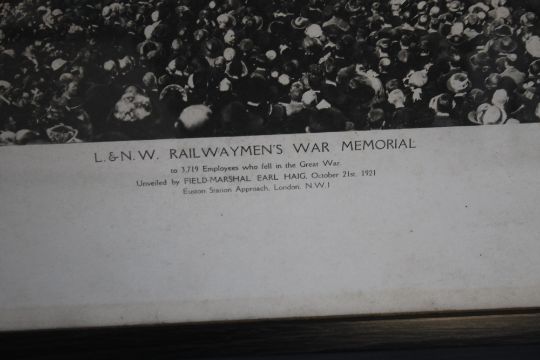 L. & N. W. RAILWAYMEN'S WAR MEMORIAL
to 3,719 Employees who fell in the Great War.
Unveiled by FIELD-MARSHAL EARL HAIG, October 21st, 1921
Euston Station Approach, London, N.W.1